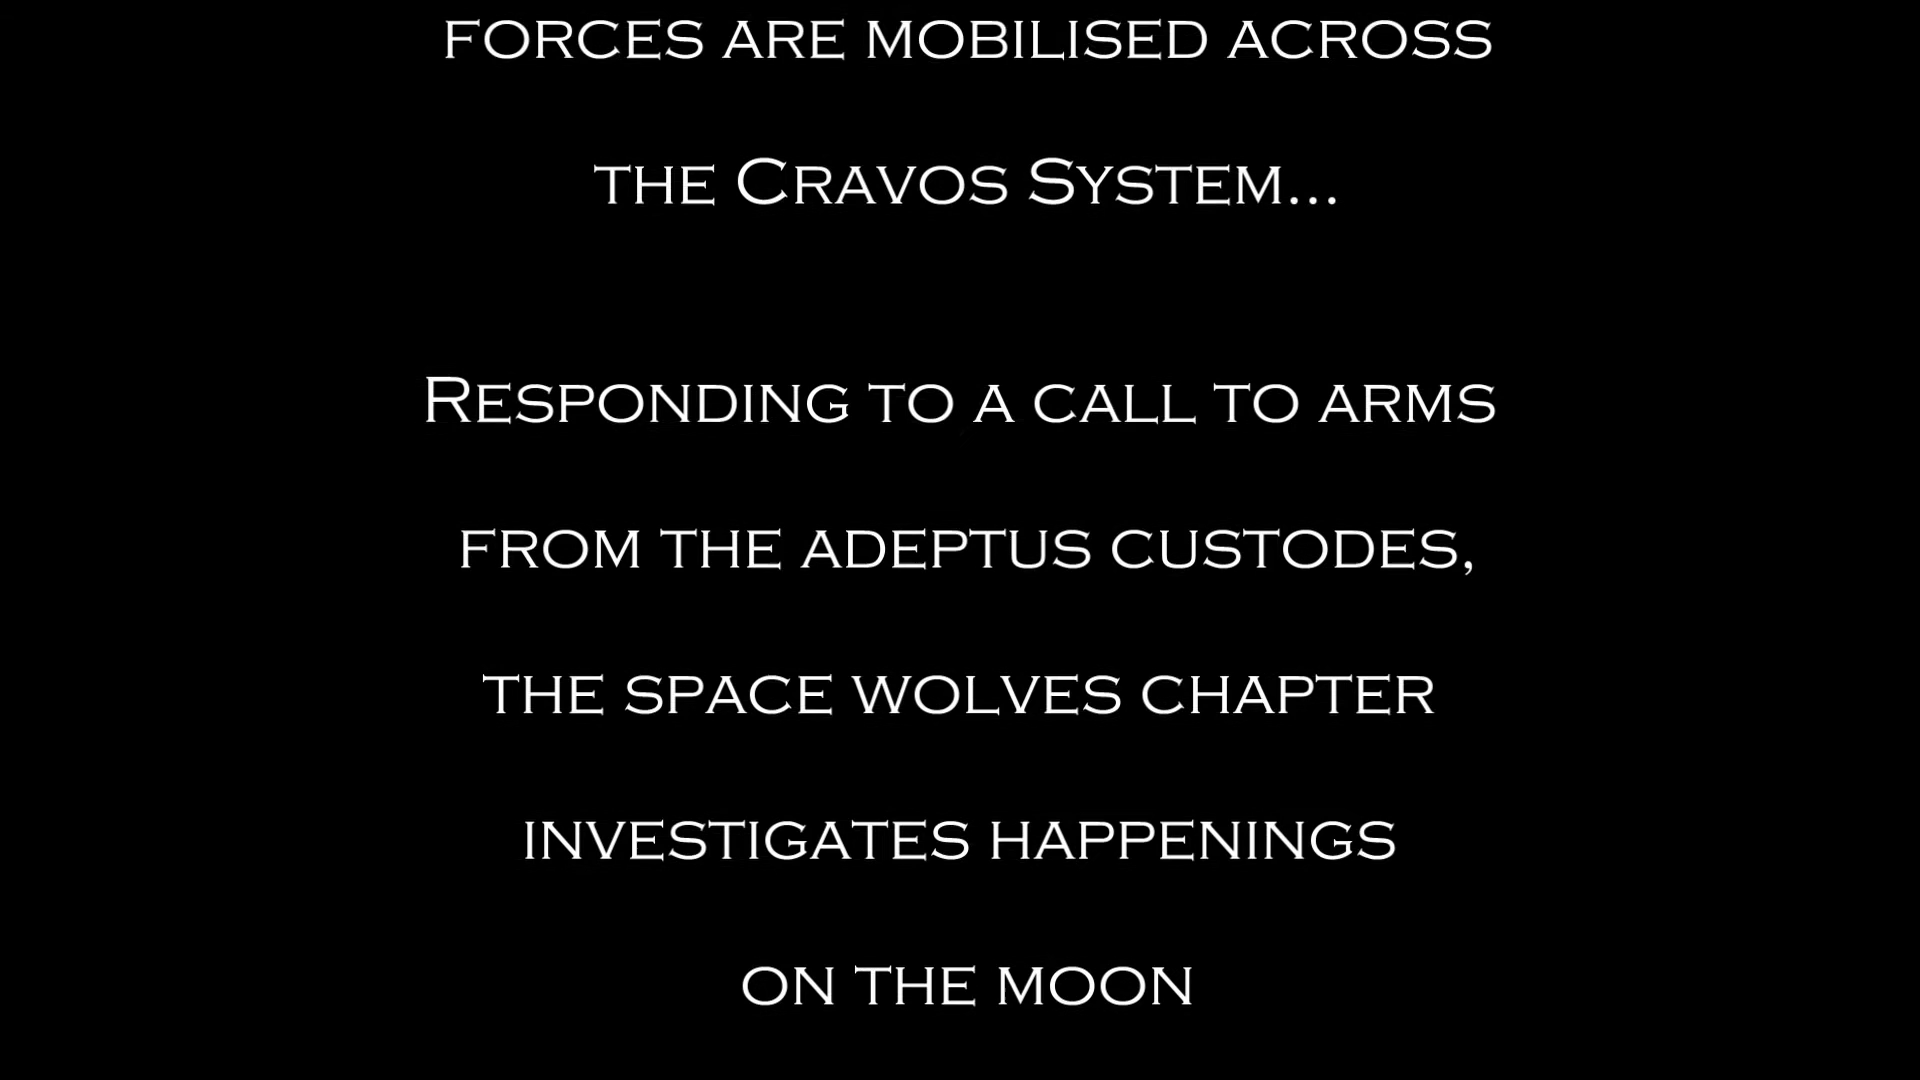 forces are mobilised across
the Cravos System...
Responding to a call to arms
from the adeptus custodes,
the space wolves chapter
investigates happenings
on the moon